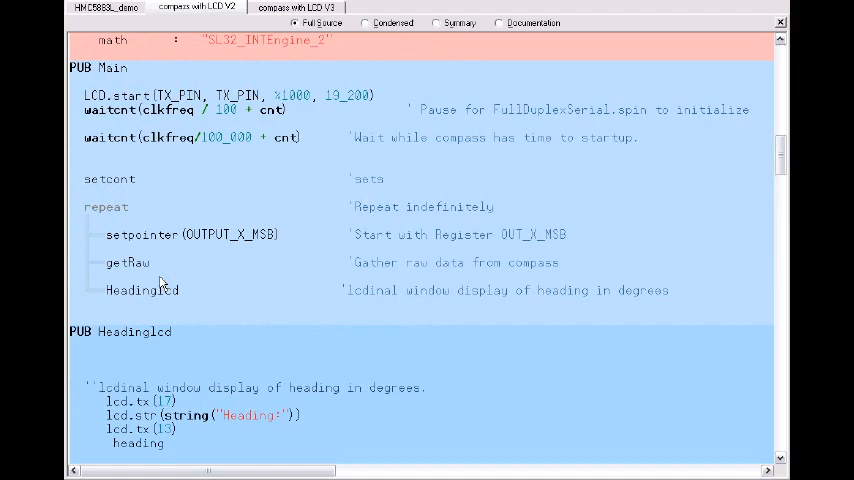 HMC5883L_demo compass with LCD V2 compass with LCD V3
Full Source Condensed Summary Documentation
math : "SL32_INTEngine_2"
PUB Main
LCD.start(TX_PIN, TX_PIN, %1000, 19_200)
waitcnt(clkfreq / 100 + cnt) ' Pause for FullDuplexSerial.spin to initialize
waitcnt(clkfreq/100_000 + cnt) 'Wait while compass has time to startup.
setcont 'sets
repeat 'Repeat indefinitely
setpointer(OUTPUT_X_MSB) 'Start with Register OUT_X_MSB
getRaw 'Gather raw data from compass
Headinglcd 'lcdinal window display of heading in degrees
PUB Headinglcd
''lcdinal window display of heading in degrees.
lcd.tx(17)
lcd.str(string("Heading:"))
lcd.tx(13)
heading